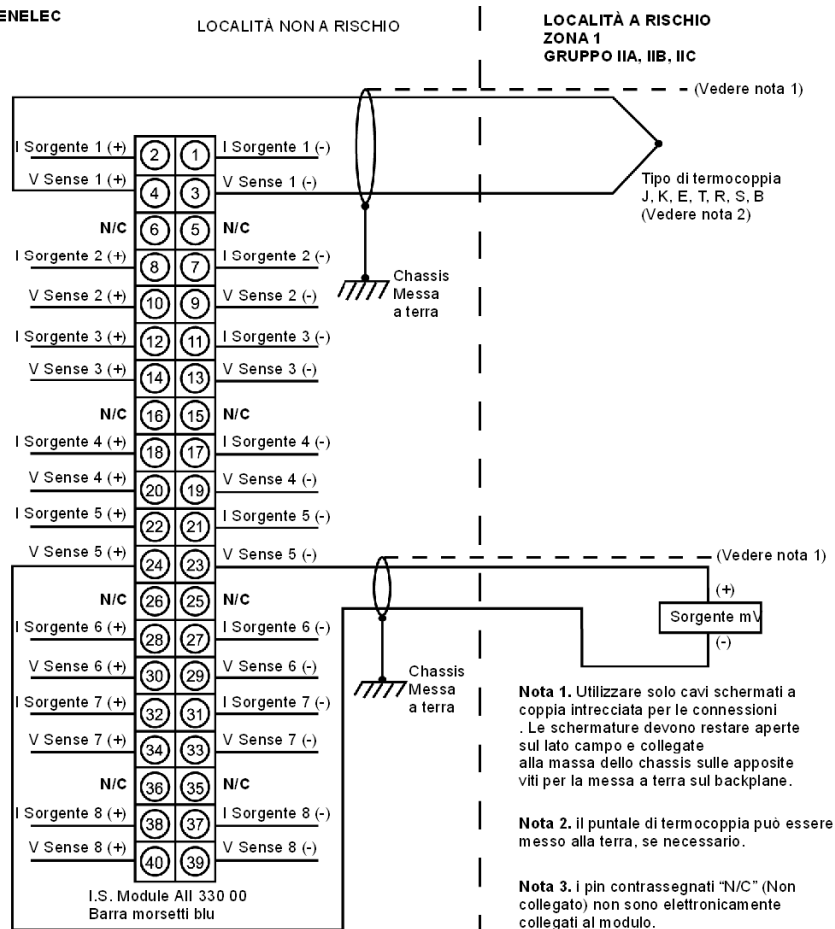 ENELEC
LOCALITÀ NON A RISCHIO
LOCALITÀ A RISCHIO
ZONA 1
GRUPPO IIA, IIB, IIC
(Vedere nota 1)
I Sorgente 1 (+) 2 1 I Sorgente 1 (-)
V Sense 1 (+) 4 3 V Sense 1 (-)
Tipo di termocoppia
J, K, E, T, R, S, B
(Vedere nota 2)
N/C 6 5 N/C
I Sorgente 2 (+) 8 7 I Sorgente 2 (-)
V Sense 2 (+) 10 9 V Sense 2 (-)
Chassis
Messa
a terra
I Sorgente 3 (+) 12 11 I Sorgente 3 (-)
V Sense 3 (+) 14 13 V Sense 3 (-)
N/C 16 15 N/C
I Sorgente 4 (+) 18 17 I Sorgente 4 (-)
V Sense 4 (+) 20 19 V Sense 4 (-)
I Sorgente 5 (+) 22 21 I Sorgente 5 (-)
V Sense 5 (+) 24 23 V Sense 5 (-)
(Vedere nota 1)
(+)
Sorgente mV
(-)
N/C 26 25 N/C
I Sorgente 6 (+) 28 27 I Sorgente 6 (-)
V Sense 6 (+) 30 29 V Sense 6 (-)
Chassis
Messa
a terra
I Sorgente 7 (+) 32 31 I Sorgente 7 (-)
V Sense 7 (+) 34 33 V Sense 7 (-)
N/C 36 35 N/C
I Sorgente 8 (+) 38 37 I Sorgente 8 (-)
V Sense 8 (+) 40 39 V Sense 8 (-)
I.S. Module All 330 00
Barra morsetti blu
Nota 1. Utilizzare solo cavi schermati a
coppia intrecciata per le connessioni
. Le schermature devono restare aperte
sul lato campo e collegate
alla massa dello chassis sulle apposite
viti per la messa a terra sul backplane.
Nota 2. il puntale di termocoppia può essere
messo alla terra, se necessario.
Nota 3. i pin contrassegnati “N/C” (Non
collegato) non sono elettronicamente
collegati al modulo.